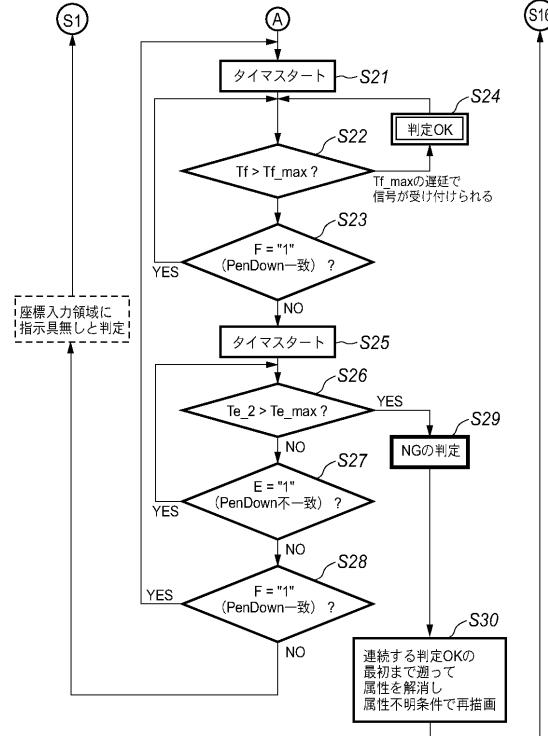 S1
A
S16
タイマスタート
S21
S24
判定OK
S22
Tf > Tf_max ?
Tf_maxの遅延で
信号が受け付けられる
S23
F = "1"
（PenDown一致） ?
YES
NO
座標入力領域に
指示具無しと判定
タイマスタート
S25
S26
Te_2 > Te_max ?
YES
S29
NGの判定
NO
S27
E = "1"
（PenDown不一致） ?
YES
NO
S28
YES
F = "1"
（PenDown一致） ?
NO
S30
連続する判定OKの
最初まで遡って
属性を解消し
属性不明条件で再描画